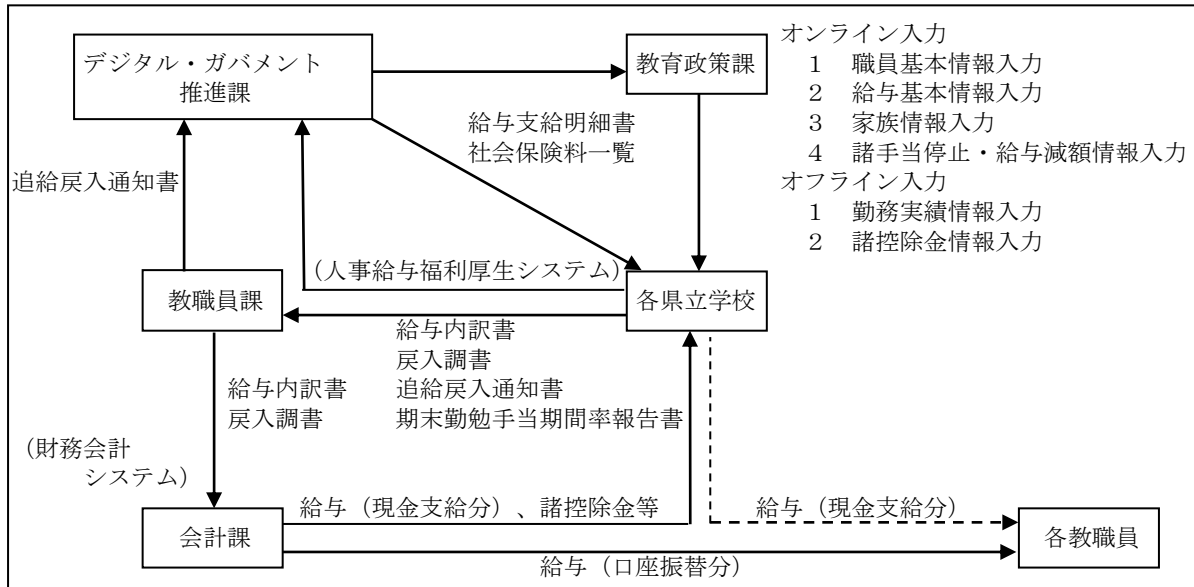 デジタル・ガバメント
推進課
教育政策課
オンライン入力
1 職員基本情報入力
2 給与基本情報入力
3 家族情報入力
4 諸手当停止・給与減額情報入力
オフライン入力
1 勤務実績情報入力
2 諸控除金情報入力
給与支給明細書
社会保険料一覧
追給戻入通知書
(人事給与福利厚生システム)
教職員課
各県立学校
給与内訳書
戻入調書
追給戻入通知書
期末勤勉手当期間率報告書
給与内訳書
戻入調書
(財務会計
システム)
会計課
給与(現金支給分)、諸控除金等
給与(現金支給分)
各教職員
給与(口座振替分)